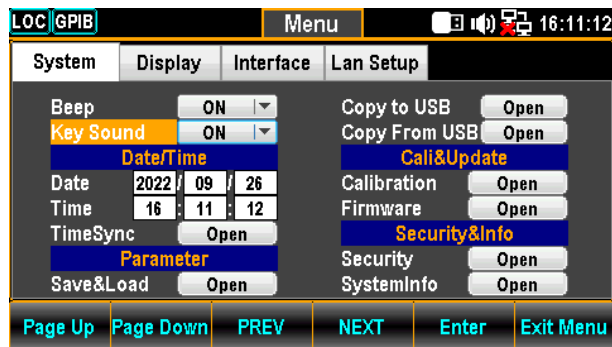 LOC GPIB Menu 16:11:12
System Display Interface Lan Setup
Beep ON
Key Sound ON
Date/Time
Date 2022 / 09 / 26
Time 16 : 11 : 12
TimeSync Open
Parameter
Save&Load Open
Copy to USB Open
Copy From USB Open
Cali&Update
Calibration Open
Firmware Open
Security&Info
Security Open
SystemInfo Open
Page Up Page Down PREV NEXT Enter Exit Menu